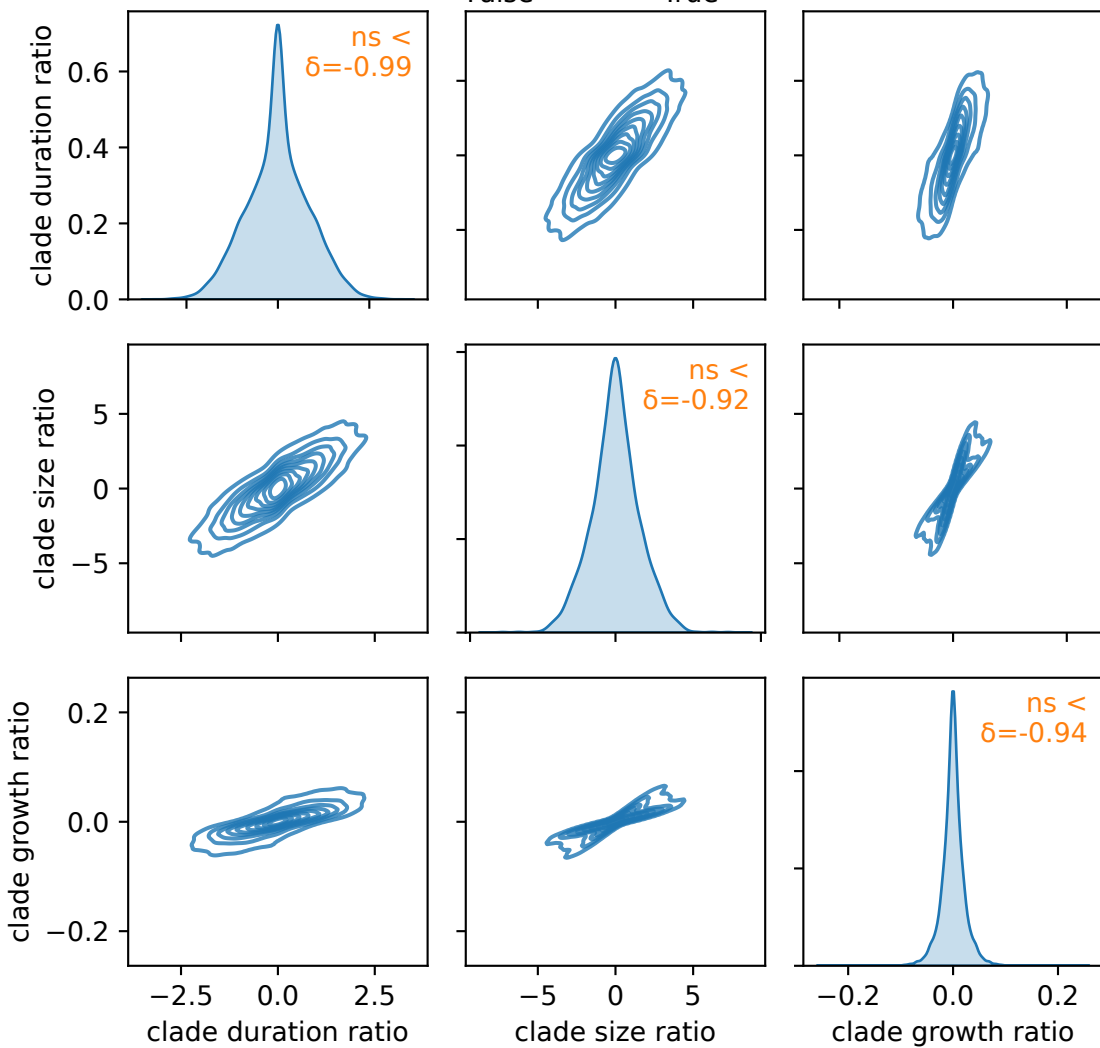 clade duration ratio
0.6
0.4
0.2
0.0
ns <
δ=-0.99
clade size ratio
5
0
−5
ns <
δ=-0.92
clade growth ratio
0.2
0.0
−0.2
ns <
δ=-0.94
−2.5 0.0 2.5
−5 0 5
−0.2 0.0 0.2
clade duration ratio
clade size ratio
clade growth ratio